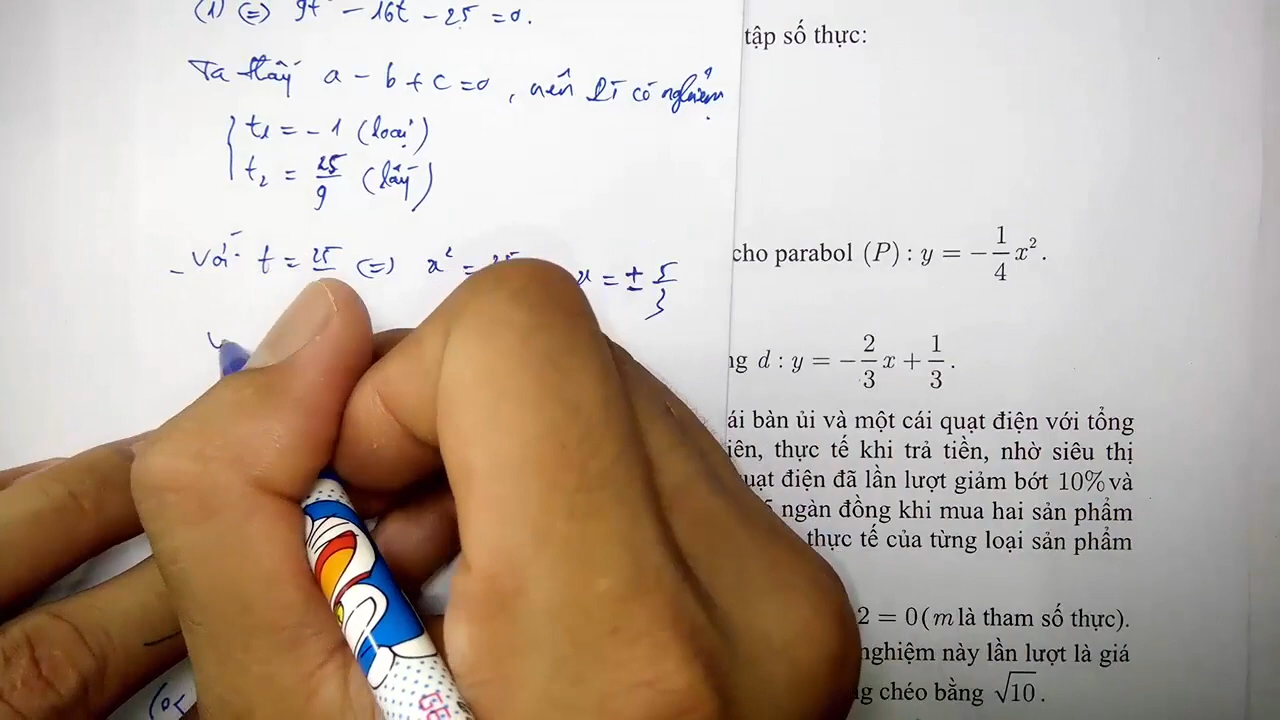 (1) (=) 9t² - 16t - 25 = 0.
Ta thấy a - b + c = 0, nên PT có nghiệm
t₁ = -1 (loại)
t₂ = 25/9 (lấy)
- Với t = 25 (=) x² = 25 x = ± 5/3
V
tập số thực:
cho parabol (P) : y = -1/4 x².
ng d : y = -2/3 x + 1/3.
ái bàn ủi và một cái quạt điện với tổng
iên, thực tế khi trả tiền, nhờ siêu thị
uạt điện đã lần lượt giảm bớt 10% và
5 ngàn đồng khi mua hai sản phẩm
thực tế của từng loại sản phẩm
2 = 0 (m là tham số thực).
nghiệm này lần lượt là giá
g chéo bằng √10.